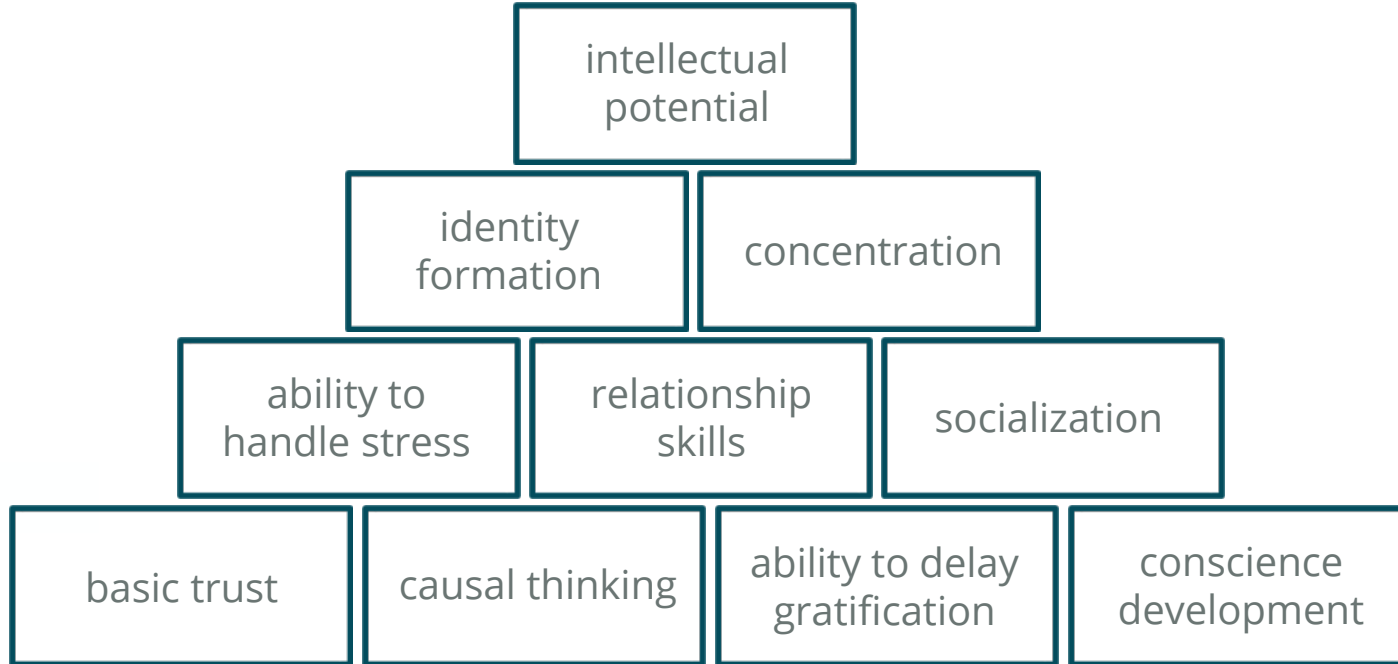 intellectual
potential
identity
formation
concentration
ability to
handle stress
relationship
skills
socialization
basic trust
causal thinking
ability to delay
gratification
conscience
development